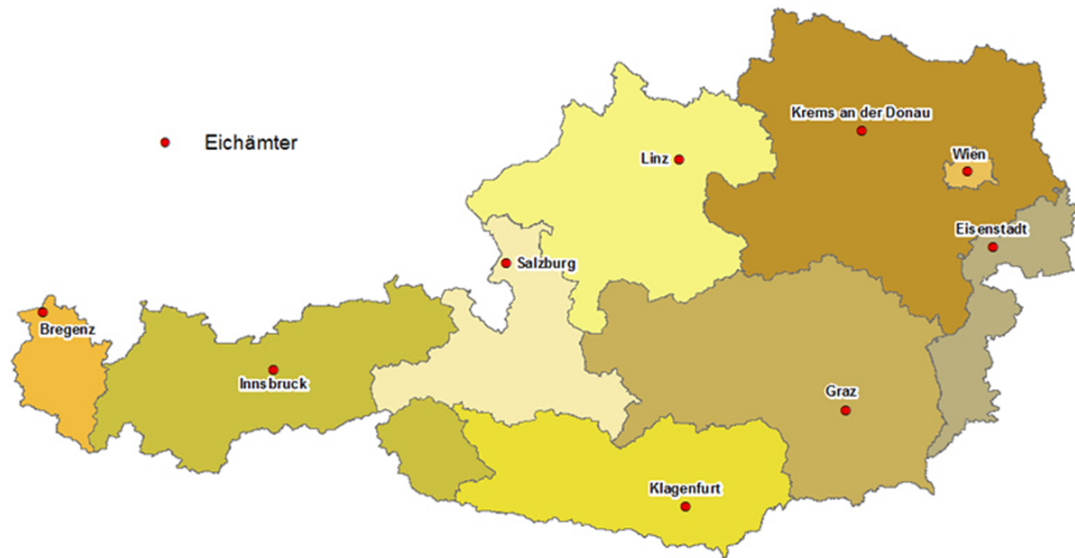 Krems an der Donau
Eichämter
Linz
Wien
Eisenstadt
Salzburg
Bregenz
Innsbruck
Graz
Klagenfurt